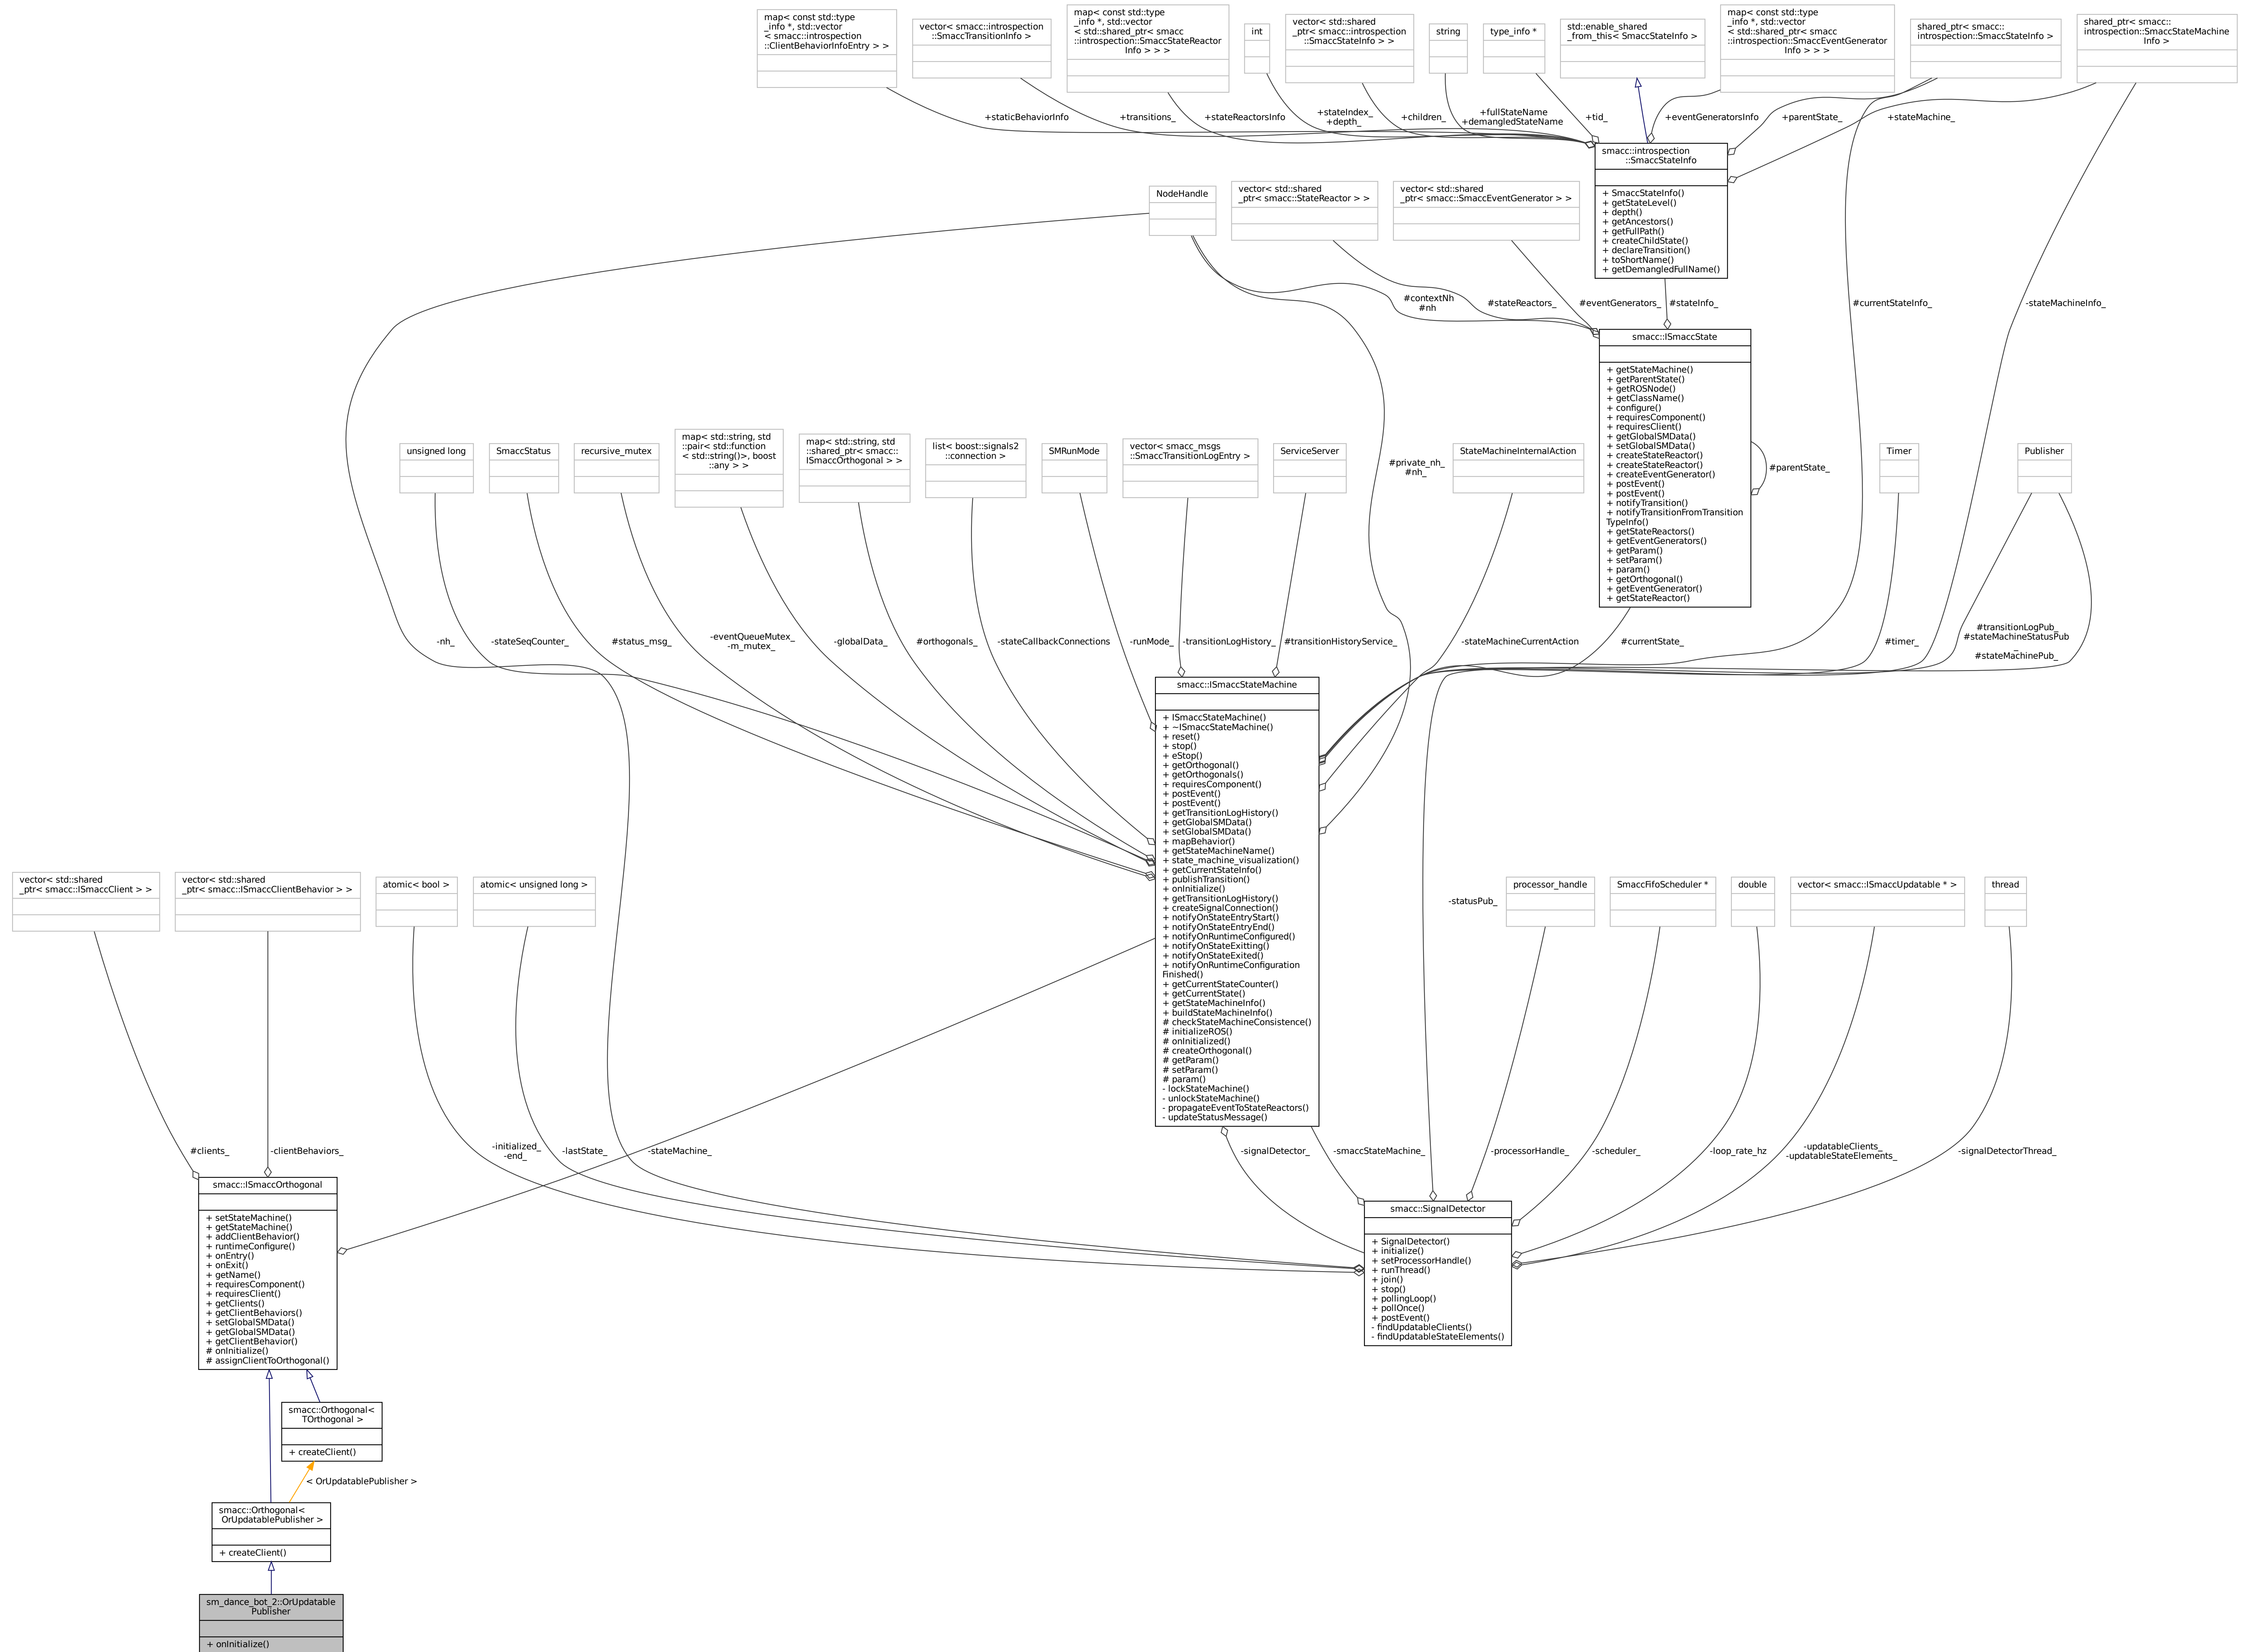 map< const std::type
_info *, std::vector
< smacc::introspection
::ClientBehaviorInfoEntry > >
vector< smacc::introspection
::SmaccTransitionInfo >
map< const std::type
_info *, std::vector
< std::shared_ptr< smacc
::introspection::SmaccStateReactor
Info > > >
int
vector< std::shared
_ptr< smacc::introspection
::SmaccStateInfo > >
string
type_info *
std::enable_shared
_from_this< SmaccStateInfo >
map< const std::type
_info *, std::vector
< std::shared_ptr< smacc
::introspection::SmaccEventGenerator
Info > > >
shared_ptr< smacc::
introspection::SmaccStateInfo >
shared_ptr< smacc::
introspection::SmaccStateMachine
Info >
+staticBehaviorInfo
+transitions_
+stateReactorsInfo
+stateIndex_
+depth_
+children_
+fullStateName
+demangledStateName
+tid_
+eventGeneratorsInfo
+parentState_
+stateMachine_
smacc::introspection
::SmaccStateInfo
+ SmaccStateInfo()
+ getStateLevel()
+ depth()
+ getAncestors()
+ getFullPath()
+ createChildState()
+ declareTransition()
+ toShortName()
+ getDemangledFullName()
NodeHandle
vector< std::shared
_ptr< smacc::StateReactor > >
vector< std::shared
_ptr< smacc::SmaccEventGenerator > >
#contextNh
#nh
#stateReactors_
#eventGenerators_
#stateInfo_
#currentStateInfo_
-stateMachineInfo_
smacc::ISmaccState
+ getStateMachine()
+ getParentState()
+ getROSNode()
+ getClassName()
+ configure()
+ requiresComponent()
+ requiresClient()
+ getGlobalSMData()
+ setGlobalSMData()
+ createStateReactor()
+ createStateReactor()
+ createEventGenerator()
+ postEvent()
+ postEvent()
+ notifyTransition()
+ notifyTransitionFromTransition
TypeInfo()
+ getStateReactors()
+ getEventGenerators()
+ getParam()
+ setParam()
+ param()
+ getOrthogonal()
+ getEventGenerator()
+ getStateReactor()
#parentState_
unsigned long
SmaccStatus
recursive_mutex
map< std::string, std
::pair< std::function
< std::string()>, boost
::any > >
map< std::string, std
::shared_ptr< smacc::
ISmaccOrthogonal > >
list< boost::signals2
::connection >
SMRunMode
vector< smacc_msgs
::SmaccTransitionLogEntry >
ServiceServer
#private_nh_
#nh_
StateMachineInternalAction
Timer
Publisher
-nh_
-stateSeqCounter_
#status_msg_
-eventQueueMutex_
-m_mutex_
-globalData_
#orthogonals_
-stateCallbackConnections
-runMode_
-transitionLogHistory_
#transitionHistoryService_
-stateMachineCurrentAction
#currentState_
#timer_
#transitionLogPub_
#stateMachineStatusPub
_
#stateMachinePub_
smacc::ISmaccStateMachine
+ ISmaccStateMachine()
+ ~ISmaccStateMachine()
+ reset()
+ stop()
+ eStop()
+ getOrthogonal()
+ getOrthogonals()
+ requiresComponent()
+ postEvent()
+ postEvent()
+ getTransitionLogHistory()
+ getGlobalSMData()
+ setGlobalSMData()
+ mapBehavior()
+ getStateMachineName()
+ state_machine_visualization()
+ getCurrentStateInfo()
+ publishTransition()
+ onInitialize()
+ getTransitionLogHistory()
+ createSignalConnection()
+ notifyOnStateEntryStart()
+ notifyOnStateEntryEnd()
+ notifyOnRuntimeConfigured()
+ notifyOnStateExitting()
+ notifyOnStateExited()
+ notifyOnRuntimeConfiguration
Finished()
+ getCurrentStateCounter()
+ getCurrentState()
+ getStateMachineInfo()
+ buildStateMachineInfo()
# checkStateMachineConsistence()
# initializeROS()
# onInitialized()
# createOrthogonal()
# getParam()
# setParam()
# param()
- lockStateMachine()
- unlockStateMachine()
- propagateEventToStateReactors()
- updateStatusMessage()
vector< std::shared
_ptr< smacc::ISmaccClient > >
vector< std::shared
_ptr< smacc::ISmaccClientBehavior > >
atomic< bool >
atomic< unsigned long >
-statusPub_
processor_handle
SmaccFifoScheduler *
double
vector< smacc::ISmaccUpdatable * >
thread
#clients_
-clientBehaviors_
-initialized_
-end_
-lastState_
-stateMachine_
-signalDetector_
-smaccStateMachine_
-processorHandle_
-scheduler_
-loop_rate_hz
-updatableClients_
-updatableStateElements_
-signalDetectorThread_
smacc::ISmaccOrthogonal
+ setStateMachine()
+ getStateMachine()
+ addClientBehavior()
+ runtimeConfigure()
+ onEntry()
+ onExit()
+ getName()
+ requiresComponent()
+ requiresClient()
+ getClients()
+ getClientBehaviors()
+ setGlobalSMData()
+ getGlobalSMData()
+ getClientBehavior()
# onInitialize()
# assignClientToOrthogonal()
smacc::SignalDetector
+ SignalDetector()
+ initialize()
+ setProcessorHandle()
+ runThread()
+ join()
+ stop()
+ pollingLoop()
+ pollOnce()
+ postEvent()
- findUpdatableClients()
- findUpdatableStateElements()
smacc::Orthogonal<
TOrthogonal >
+ createClient()
< OrUpdatablePublisher >
smacc::Orthogonal<
OrUpdatablePublisher >
+ createClient()
sm_dance_bot_2::OrUpdatable
Publisher
+ onInitialize()